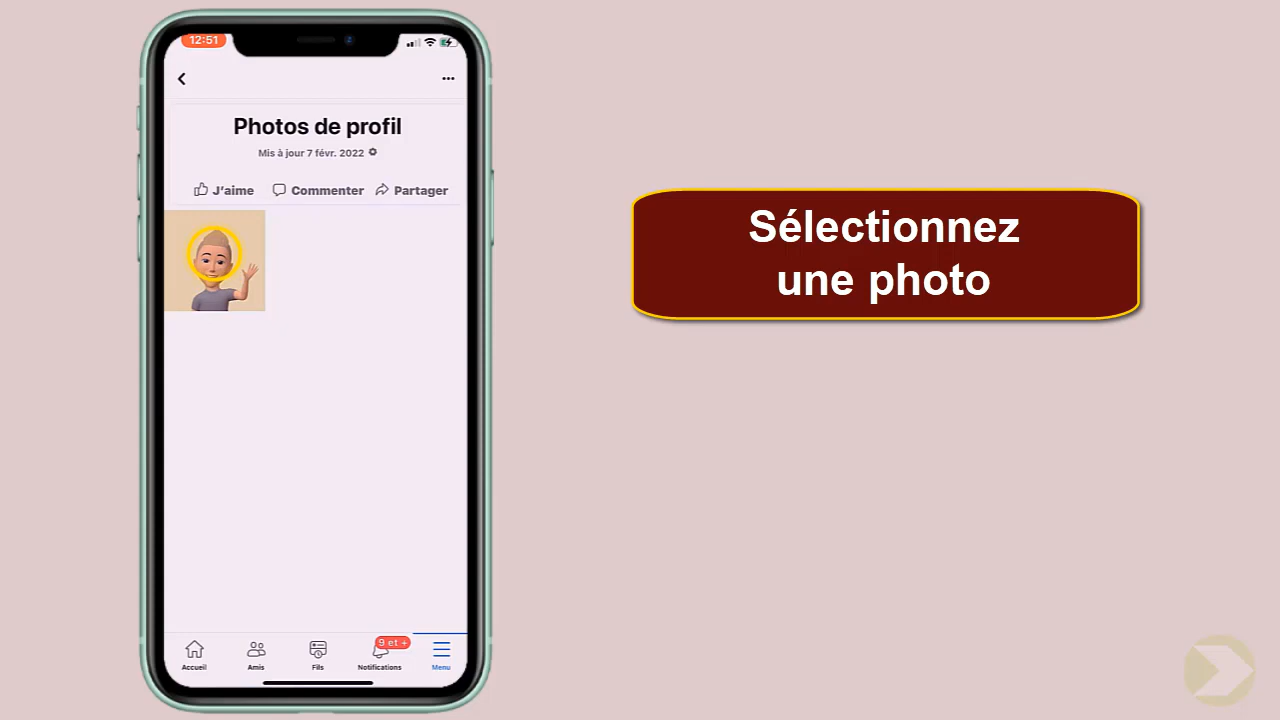 12:51
Photos de profil
Mis à jour 7 févr. 2022
J'aime Commenter Partager
Sélectionnez
une photo
9 et +
Accueil Amis Fils Notifications Menu